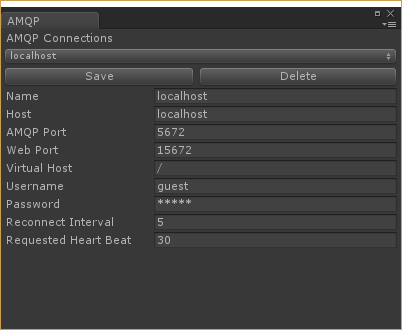 AMQP
AMQP Connections
localhost
Save Delete
Name localhost
Host localhost
AMQP Port 5672
Web Port 15672
Virtual Host /
Username guest
Password *****
Reconnect Interval 5
Requested Heart Beat 30